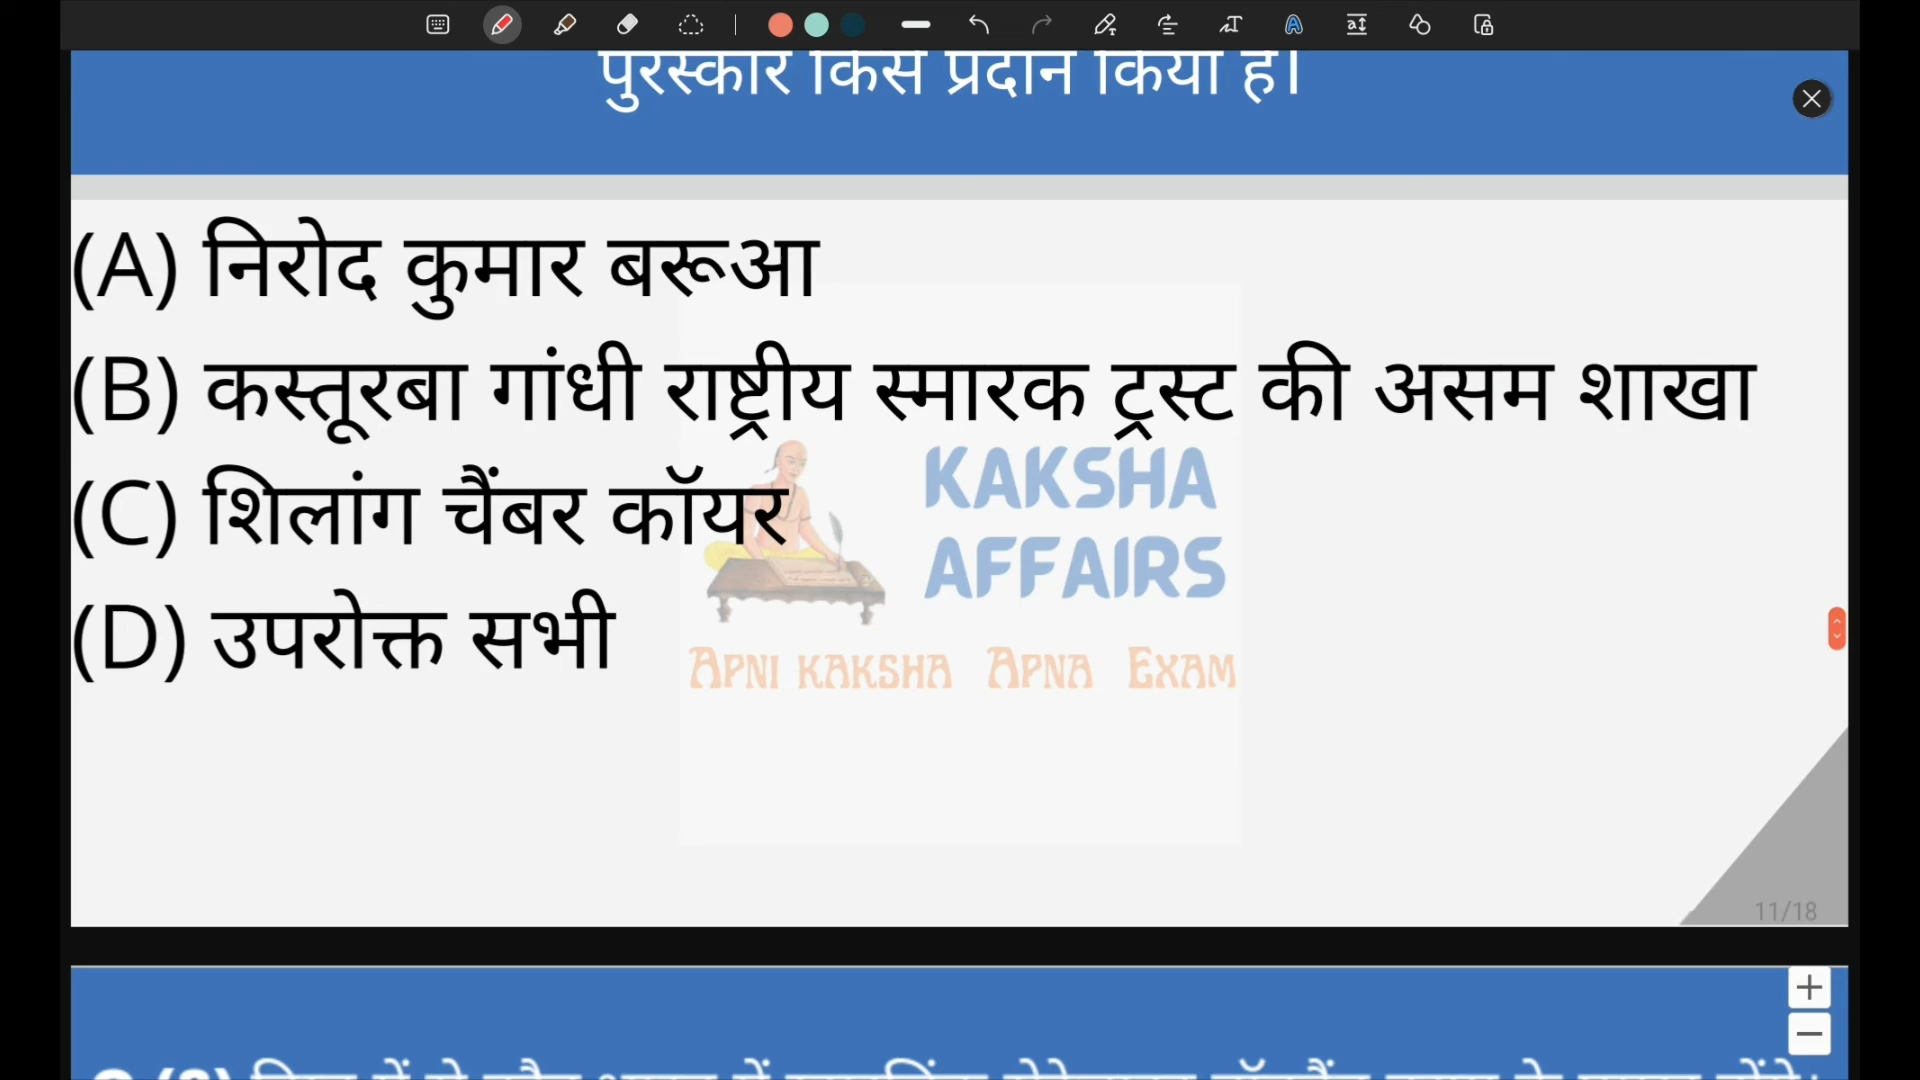 पुरस्कार किसे प्रदान किया है।
(A) निरोद कुमार बरूआ
(B) कस्तूरबा गांधी राष्ट्रीय स्मारक ट्रस्ट की असम शाखा
(C) शिलांग चैंबर कॉयर
(D) उपरोक्त सभी
KAKSHA
AFFAIRS
APNI KAKSHA APNA EXAM
11/18